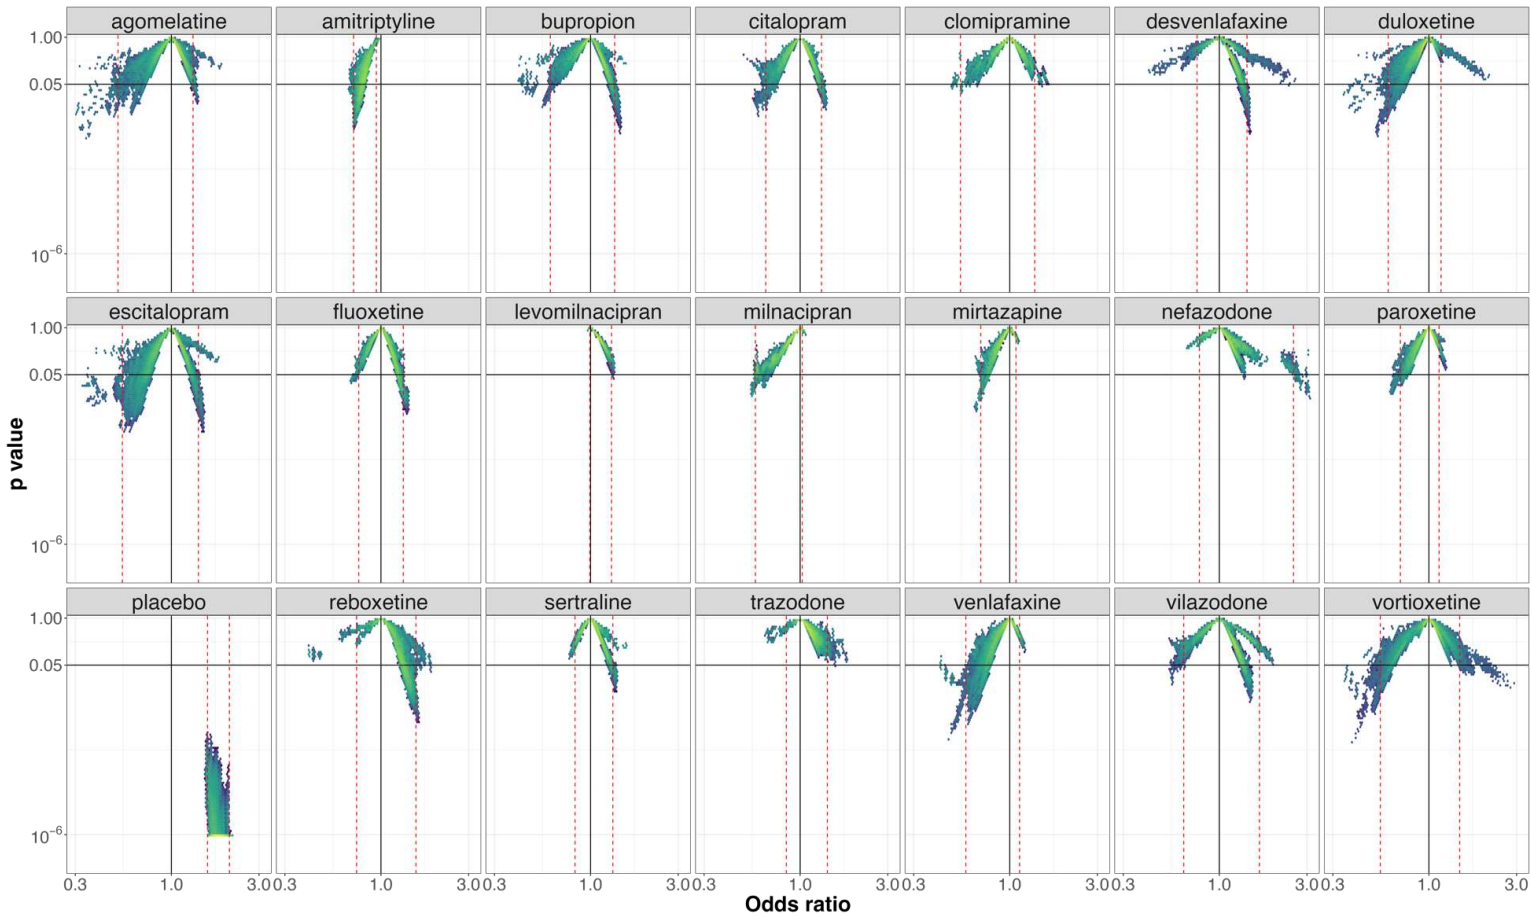 agomelatine amitriptyline bupropion citalopram clomipramine desvenlafaxine duloxetine
1.00
0.05
10⁻⁶
escitalopram fluoxetine levomilnacipran milnacipran mirtazapine nefazodone paroxetine
1.00
0.05
10⁻⁶
p value
placebo reboxetine sertraline trazodone venlafaxine vilazodone vortioxetine
1.00
0.05
10⁻⁶
0.3 1.0 3.0 0.3 1.0 3.0 0.3 1.0 3.0 0.3 1.0 3.0 0.3 1.0 3.0 0.3 1.0 3.0 0.3 1.0 3.0
Odds ratio